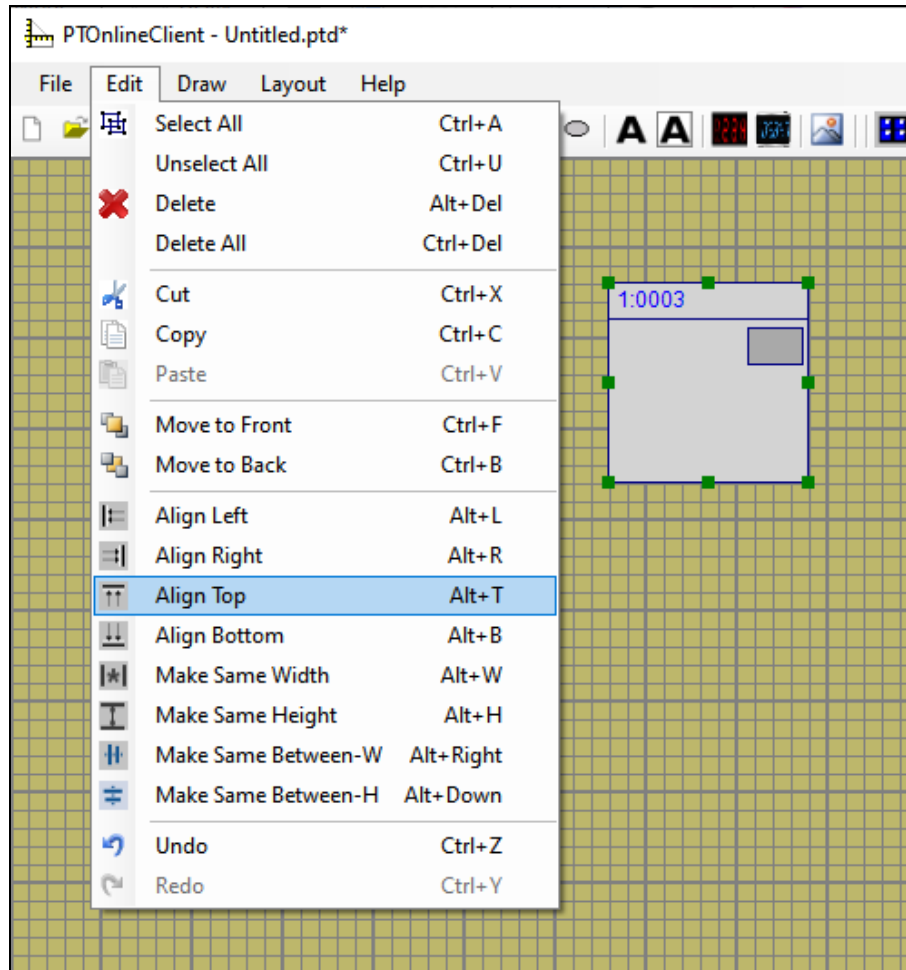 PTOnlineClient - Untitled.ptd*
File Edit Draw Layout Help
A A
Select All Ctrl+A
Unselect All Ctrl+U
Delete Alt+Del
Delete All Ctrl+Del
Cut Ctrl+X
Copy Ctrl+C
Paste Ctrl+V
Move to Front Ctrl+F
Move to Back Ctrl+B
Align Left Alt+L
Align Right Alt+R
Align Top Alt+T
Align Bottom Alt+B
Make Same Width Alt+W
Make Same Height Alt+H
Make Same Between-W Alt+Right
Make Same Between-H Alt+Down
Undo Ctrl+Z
Redo Ctrl+Y
1:0003